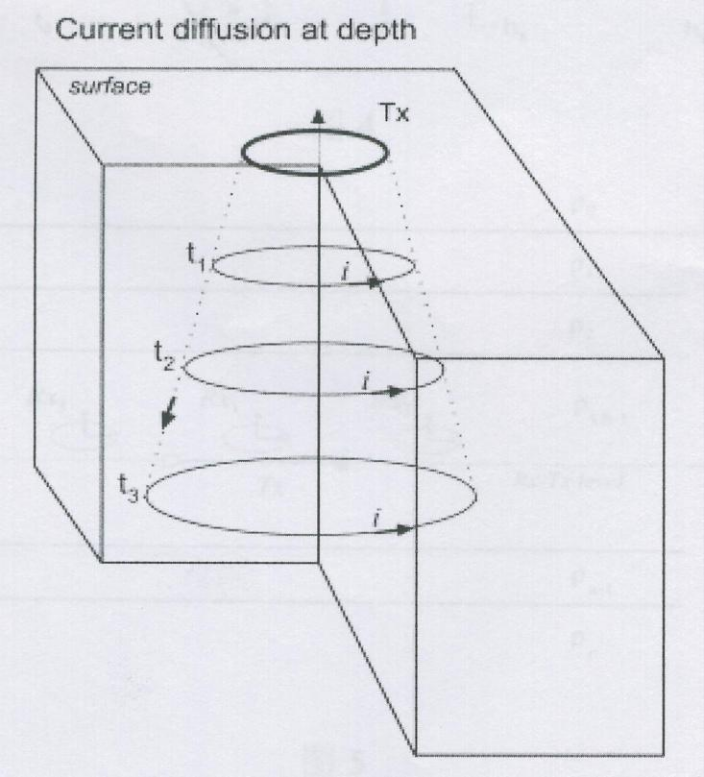 Current diffusion at depth
surface
Tx
t₁
i
t₂
i
t₃
i